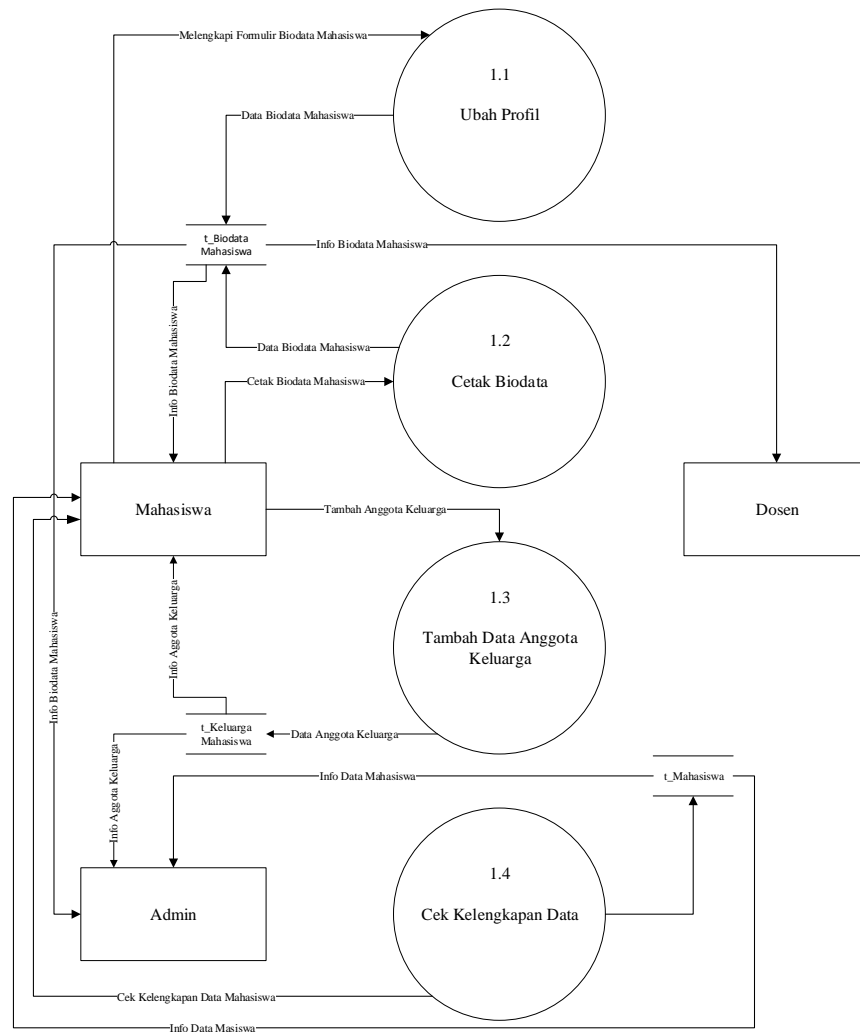 Melengkapi Formulir Biodata Mahasiswa
1.1
Ubah Profil
Data Biodata Mahasiswa
t_Biodata
Mahasiswa
Info Biodata Mahasiswa
Info Biodata Mahasiswa
1.2
Cetak Biodata
Data Biodata Mahasiswa
Cetak Biodata Mahasiswa
Mahasiswa
Dosen
Tambah Anggota Keluarga
1.3
Tambah Data Anggota
Keluarga
Info Aggota Keluarga
Info Biodata Mahasiswa
t_Keluarga
Mahasiswa
Data Anggota Keluarga
Info Aggota Keluarga
Info Data Mahasiswa
t_Mahasiswa
1.4
Cek Kelengkapan Data
Admin
Cek Kelengkapan Data Mahasiswa
Info Data Masiswa